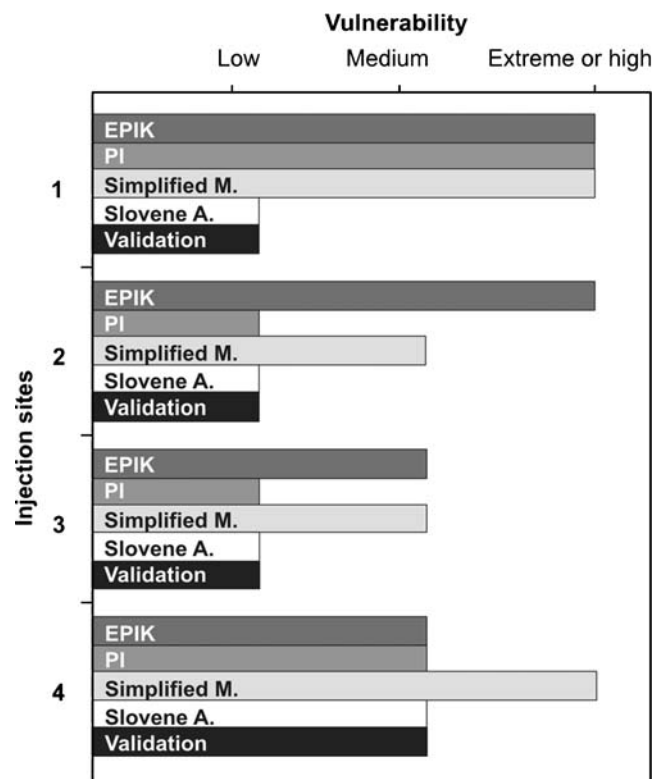 Vulnerability
Low Medium Extreme or high
Injection sites
1
EPIK
PI
Simplified M.
Slovene A.
Validation
2
EPIK
PI
Simplified M.
Slovene A.
Validation
3
EPIK
PI
Simplified M.
Slovene A.
Validation
4
EPIK
PI
Simplified M.
Slovene A.
Validation